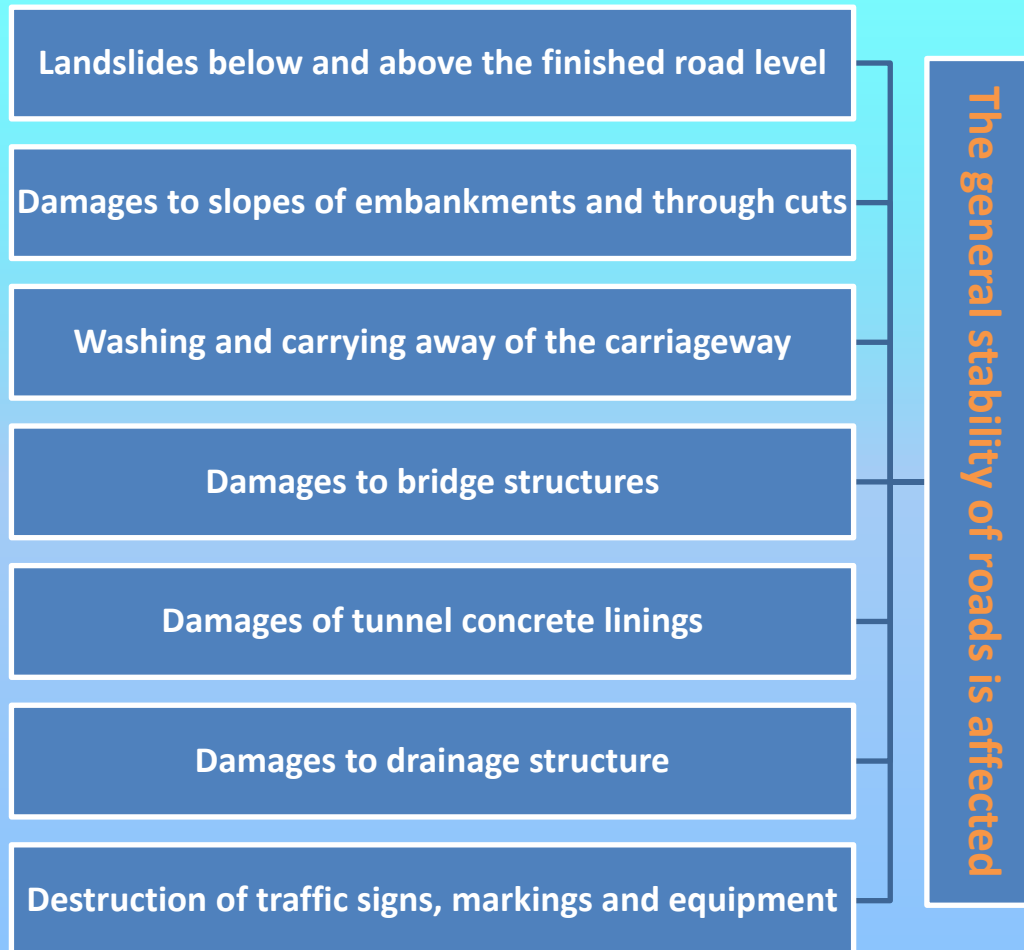 Landslides below and above the finished road level
Damages to slopes of embankments and through cuts
Washing and carrying away of the carriageway
Damages to bridge structures
Damages of tunnel concrete linings
Damages to drainage structure
Destruction of traffic signs, markings and equipment
The general stability of roads is affected